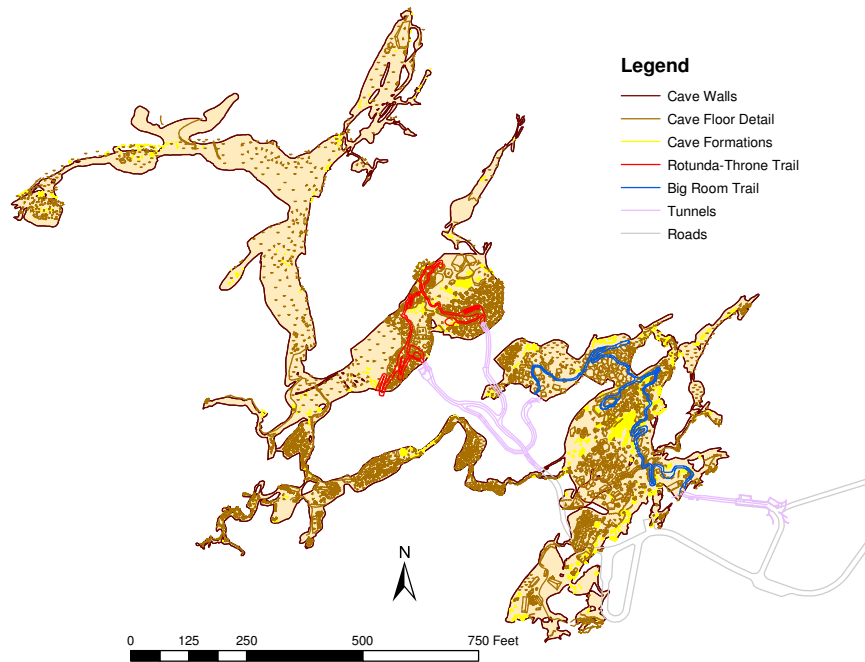 Legend
Cave Walls
Cave Floor Detail
Cave Formations
Rotunda-Throne Trail
Big Room Trail
Tunnels
Roads
N
0 125 250 500 750 Feet